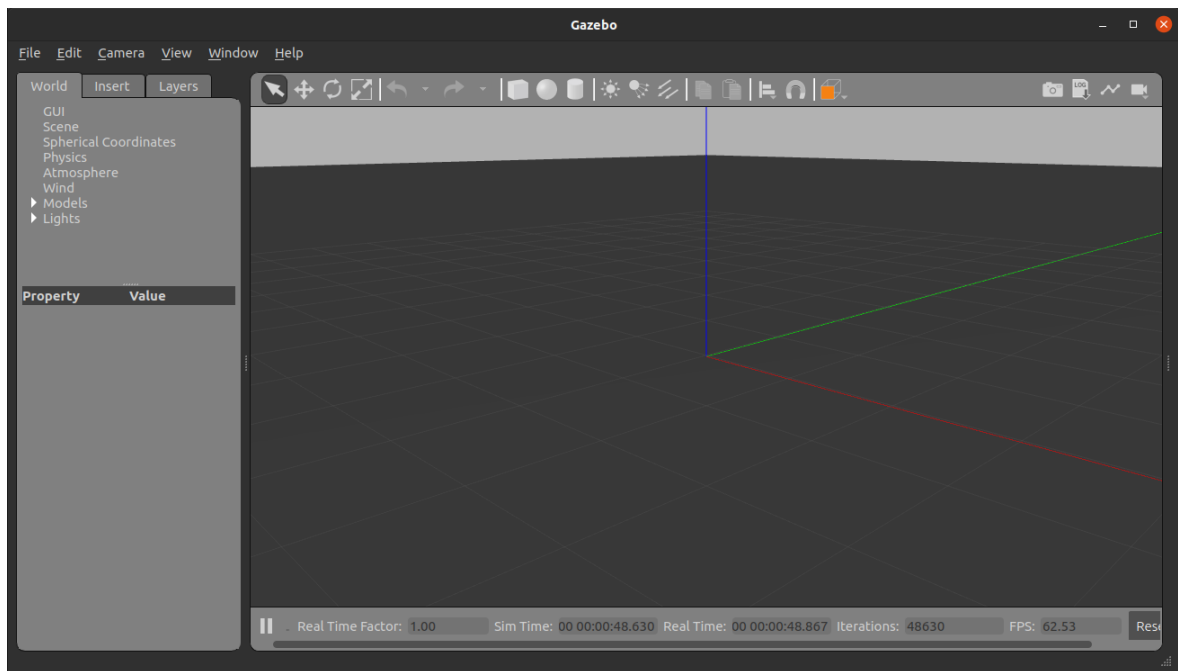 Gazebo
File Edit Camera View Window Help
World Insert Layers
LOG
GUI
Scene
Spherical Coordinates
Physics
Atmosphere
Wind
Models
Lights
Property Value
Real Time Factor: 1.00 Sim Time: 00 00:00:48.630 Real Time: 00 00:00:48.867 Iterations: 48630 FPS: 62.53 Rese